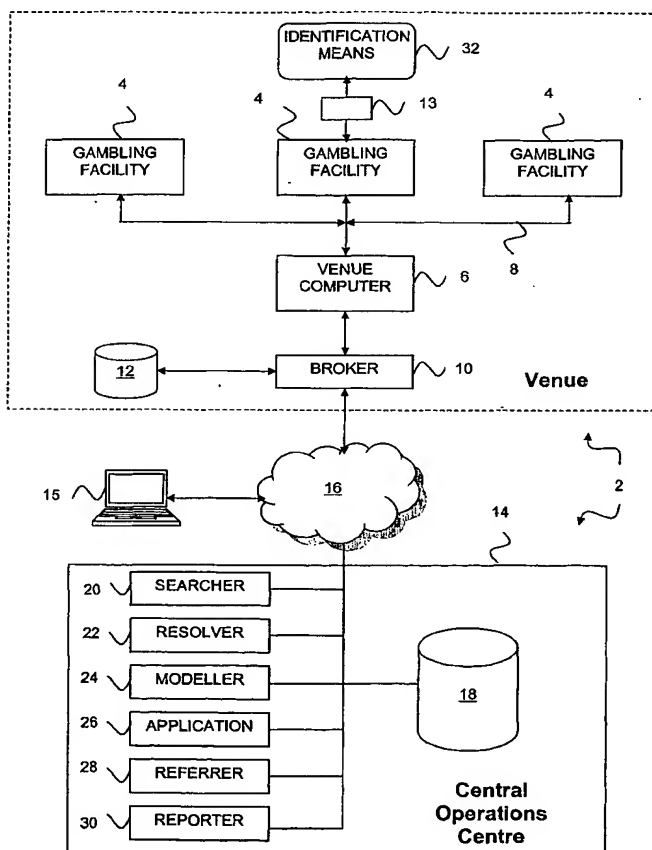 IDENTIFICATION
MEANS
32
13
4
4
4
GAMBLING
FACILITY
GAMBLING
FACILITY
GAMBLING
FACILITY
8
VENUE
COMPUTER
6
12
BROKER
10
Venue
15
16
2
14
20
SEARCHER
22
RESOLVER
24
MODELLER
18
26
APPLICATION
28
REFERRER
30
REPORTER
Central
Operations
Centre